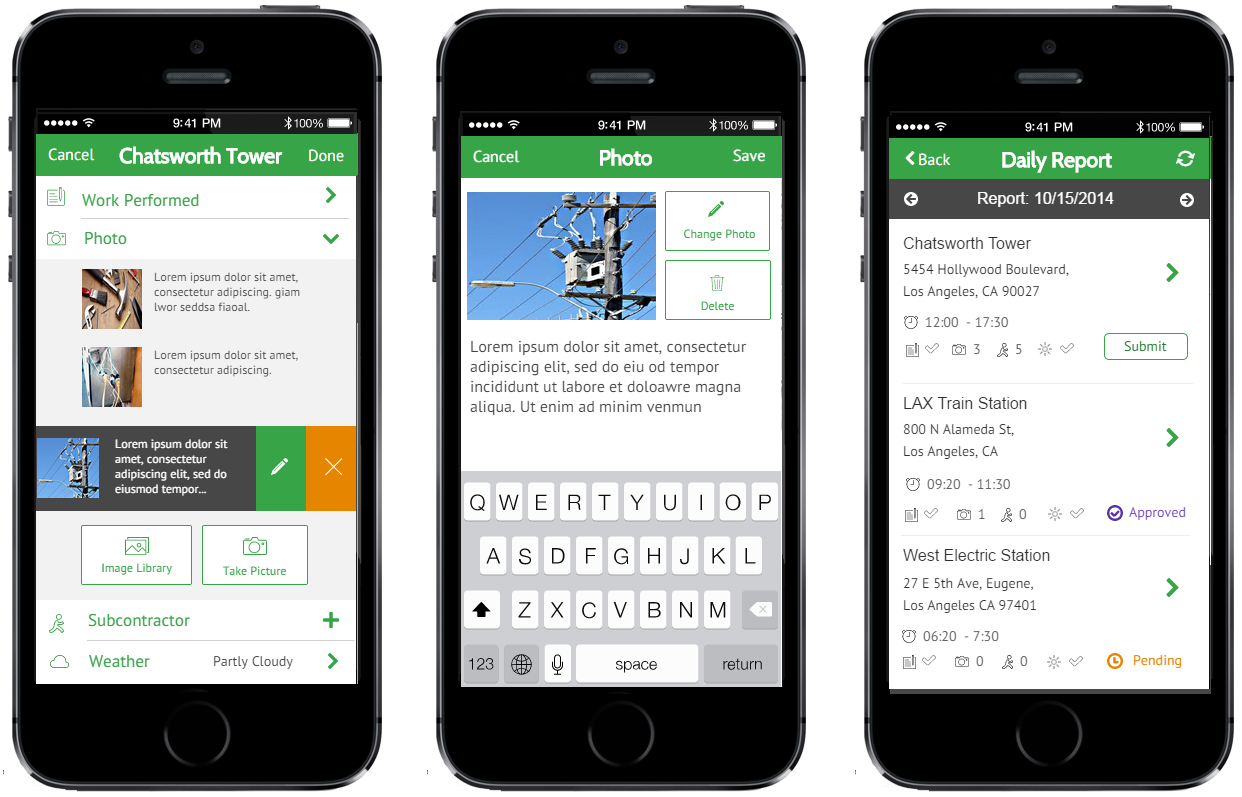 9:41 PM 100%
Cancel Chatsworth Tower Done
Work Performed
Photo
Lorem ipsum dolor sit amet,
consectetur adipiscing. giam
lwor seddsa fiaoal.
Lorem ipsum dolor sit amet,
consectetur adipiscing.
Lorem ipsum dolor sit
amet, consectetur
adipiscing elit, sed do
eiusmod tempor...
Image Library Take Picture
Subcontractor
Weather Partly Cloudy
9:41 PM 100%
Cancel Photo Save
Change Photo
Delete
Lorem ipsum dolor sit amet, consectetur
adipiscing elit, sed do eiu od tempor
incididunt ut labore et doloawre magna
aliqua. Ut enim ad minim venmun
Q W E R T Y U I O P
A S D F G H J K L
Z X C V B N M
123 space return
9:41 PM 100%
Back Daily Report
Report: 10/15/2014
Chatsworth Tower
5454 Hollywood Boulevard,
Los Angeles, CA 90027
12:00 - 17:30
3 5 Submit
LAX Train Station
800 N Alameda St,
Los Angeles, CA
09:20 - 11:30
1 0 Approved
West Electric Station
27 E 5th Ave, Eugene,
Los Angeles CA 97401
06:20 - 7:30
0 0 Pending